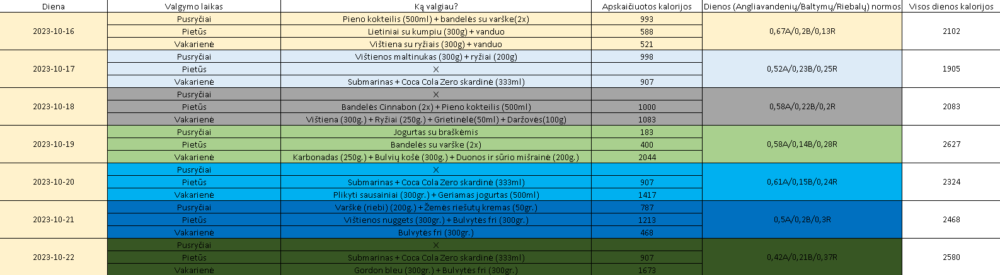 Diena Valgymo laikas Ką valgiau? Apskaičiuotos kalorijos Dienos (Angliavandenių/Baltymų/Riebalų) normos Visos dienos kalorijos
2023-10-16 Pusryčiai Pieno kokteilis (500ml) + bandelės su varške(2x) 993 0,67A/0,2B/0,13R 2102
Pietūs Lietiniai su kumpiu (300g) + vanduo 588
Vakarienė Vištiena su ryžiais (300g) + vanduo 521
2023-10-17 Pusryčiai Vištienos maltinukas (300g) + ryžiai (200g) 998 0,52A/0,23B/0,25R 1905
Pietūs X
Vakarienė Submarinas + Coca Cola Zero skardinė (333ml) 907
2023-10-18 Pusryčiai X 0,58A/0,22B/0,2R 2083
Pietūs Bandelės Cinnabon (2x) + Pieno kokteilis (500ml) 1000
Vakarienė Vištiena (300g.) + Ryžiai (250g.) + Grietinėlė(50ml) + Daržovės(100g) 1083
2023-10-19 Pusryčiai Jogurtas su braškėmis 183 0,58A/0,14B/0,28R 2627
Pietūs Bandelės su varške (2x) 400
Vakarienė Karbonadas (250g.) + Bulvių košė (300g.) + Duonos ir sūrio mišrainė (200g.) 2044
2023-10-20 Pusryčiai X 0,61A/0,15B/0,24R 2324
Pietūs Submarinas + Coca Cola Zero skardinė (333ml) 907
Vakarienė Plikyti sausainiai (300gr.) + Geriamas jogurtas (500ml) 1417
2023-10-21 Pusryčiai Varškė (riebi) (200g.) + Žemės riešutų kremas (50gr.) 787 0,5A/0,2B/0,3R 2468
Pietūs Vištienos nuggets (300gr.) + Bulvytės fri (300gr.) 1213
Vakarienė Bulvytės fri (300gr.) 468
2023-10-22 Pusryčiai X 0,42A/0,21B/0,37R 2580
Pietūs Submarinas + Coca Cola Zero skardinė (333ml) 907
Vakarienė Gordon bleu (300gr.) + Bulvytės fri (300gr.) 1673